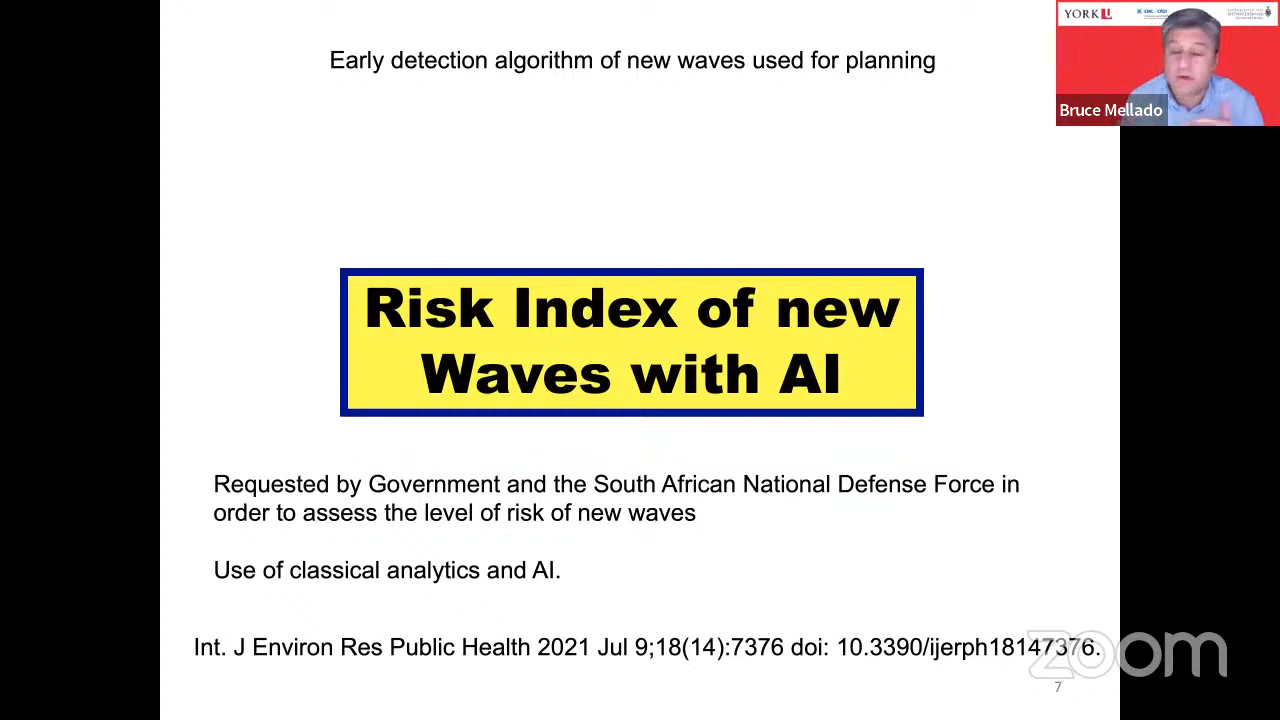 Early detection algorithm of new waves used for planning
YORK U
Bruce Mellado
Risk Index of new
Waves with AI
Requested by Government and the South African National Defense Force in
order to assess the level of risk of new waves
Use of classical analytics and AI.
Int. J Environ Res Public Health 2021 Jul 9;18(14):7376 doi: 10.3390/ijerph18147376.
zoom
7